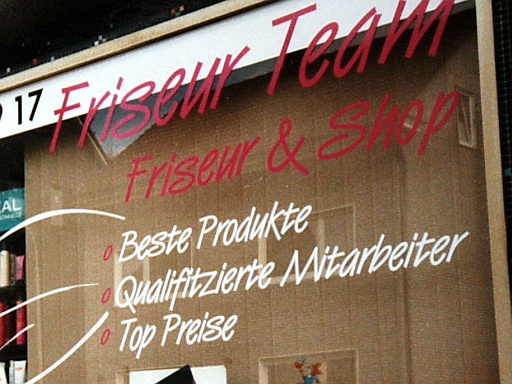 17 Friseur Team
Friseur & Shop
Beste Produkte
Qualifitzierte Mitarbeiter
Top Preise